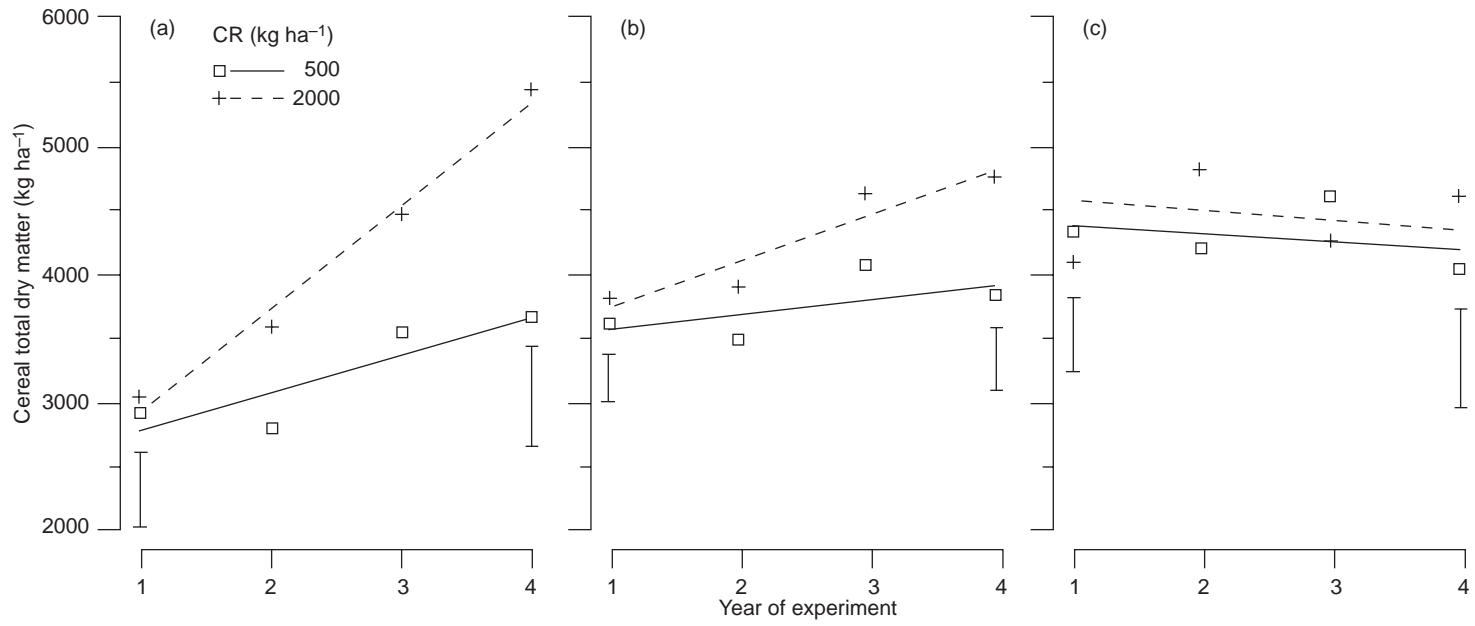 6000
5000
4000
3000
2000
Cereal total dry matter (kg ha⁻¹)
(a)
CR (kg ha⁻¹)
500
2000
(b)
(c)
1 2 3 4
1 2 3 4
1 2 3 4
Year of experiment